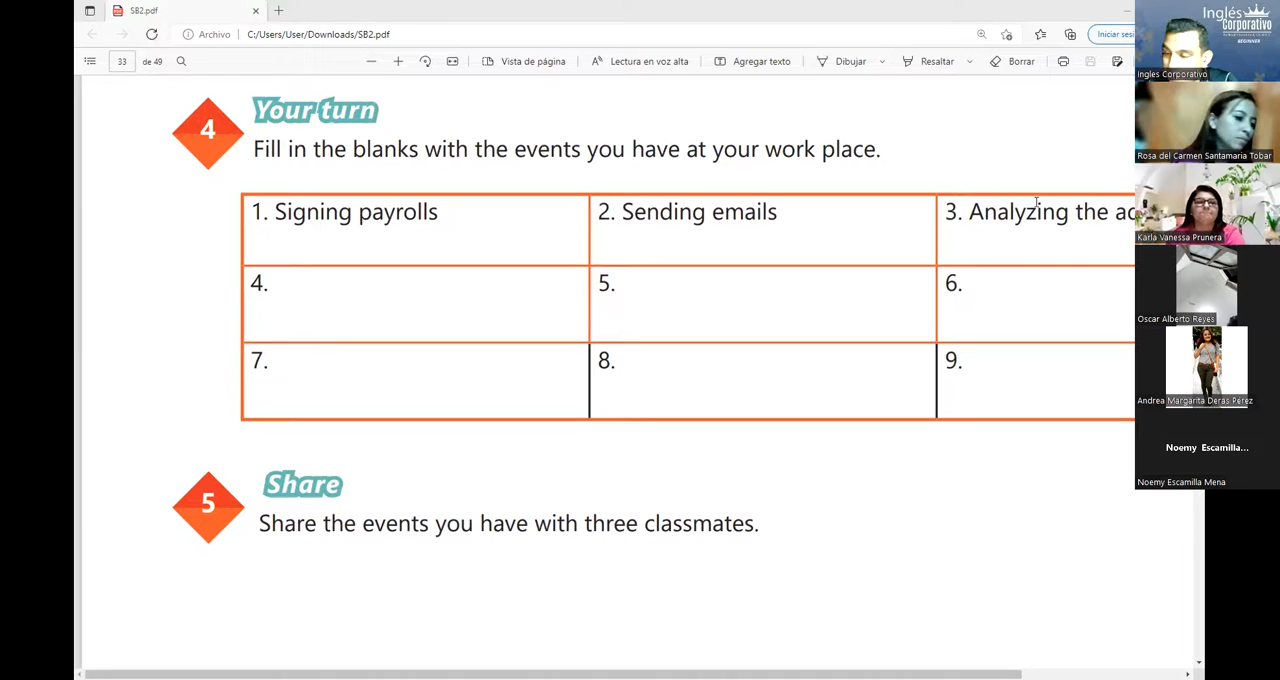 SB2.pdf
Archivo
C:/Users/User/Downloads/SB2.pdf
Iniciar sesi
33
de 49
Vista de página
Lectura en voz alta
Agregar texto
Dibujar
Resaltar
Borrar
4
Your turn
Fill in the blanks with the events you have at your work place.
1. Signing payrolls
2. Sending emails
3. Analyzing the ac
4.
5.
6.
7.
8.
9.
5
Share
Share the events you have with three classmates.
Inglés
Corporativo
BEGINNER
Ingles Corporativo
Rosa del Carmen Santamaria Tobar
Karla Vanessa Prunera
Oscar Alberto Reyes
Andrea Margarita Deras Pérez
Noemy Escamilla...
Noemy Escamilla Mena